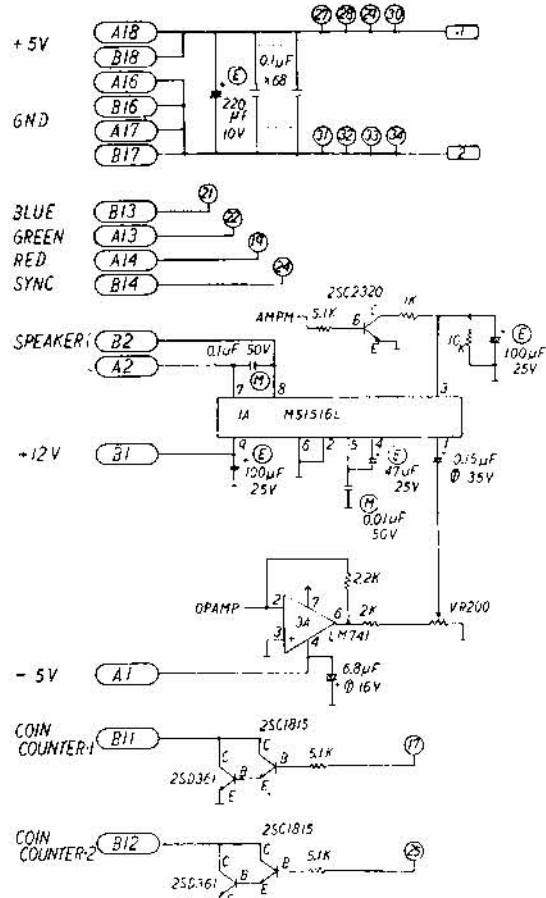 +5V
A18
B18
A16
B16
GND
A17
B17
27 28 29 30
1
E
220
μF
10V
0.1μF
×68
31 32 33 34
2
BLUE B13 21
GREEN A13 22
RED A14 19
SYNC B14 24
2SC2320
AMPM 5.1K B C E 1K
10K
E
100μF
25V
SPEAKER1 B2
A2
0.1μF 50V
M
7 8 3
1A M51516L
9 6 2 5 4 1
+12V B1
E
100μF
25V
E
47μF
25V
M
0.01μF
50V
0.15μF
35V
2.2K
OPAMP 2 7
3 3A 6 2K VR200
4 LM741
-5V A1
6.8μF
16V
COIN
COUNTER-1 B11
2SC1815
C C B 5.1K 17
2SD361 B E
E
COIN
COUNTER-2 B12
2SC1815
C C B 5.1K 25
2SD361 B E
E